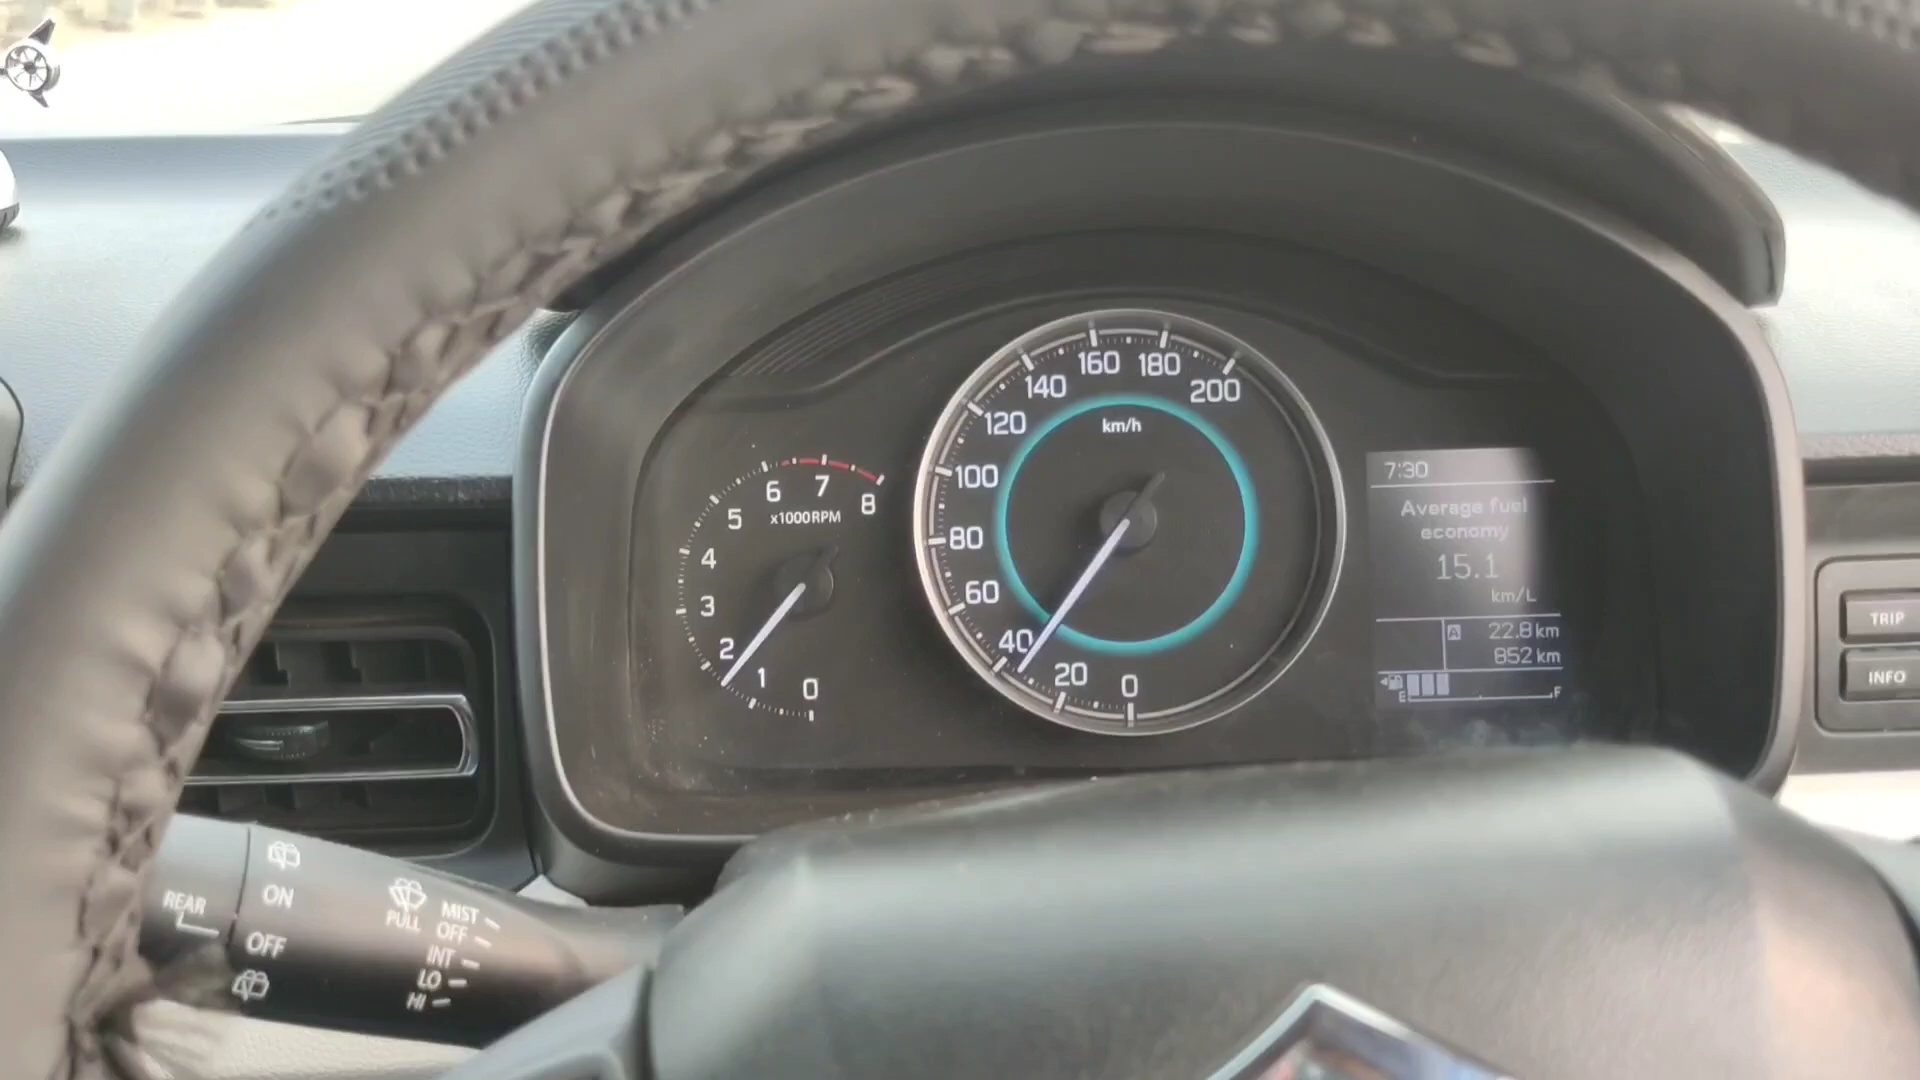 160 180
140 200
120
km/h
100
80
60
40
20 0
6 7 8
5
x1000RPM
4
3
2
1 0
7:30
Average fuel
economy
15.1
km/L
A 22.8 km
852 km
E F
TRIP
INFO
REAR
ON
OFF
PULL
MIST
OFF
INT
LO
HI